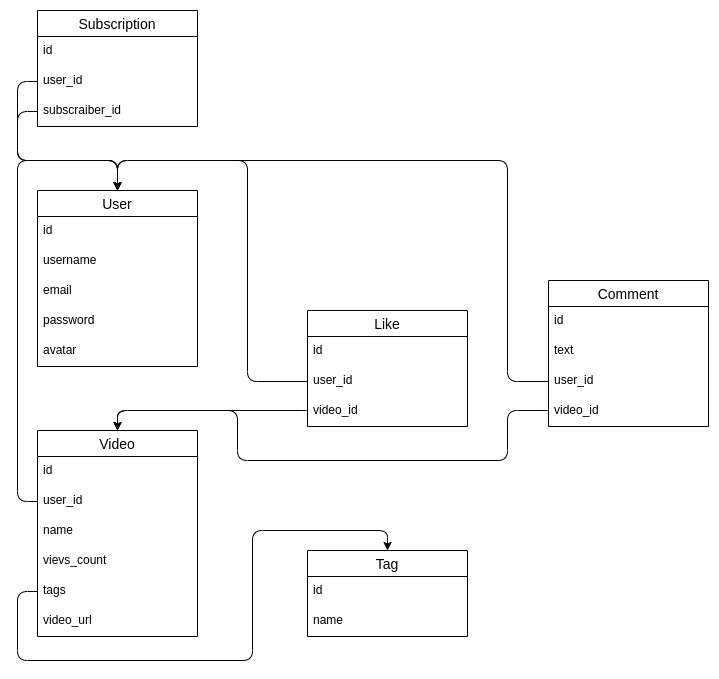 Subscription
id
user_id
subscraiber_id
User
id
username
email
password
avatar
Like
id
user_id
video_id
Comment
id
text
user_id
video_id
Video
id
user_id
name
vievs_count
tags
video_url
Tag
id
name